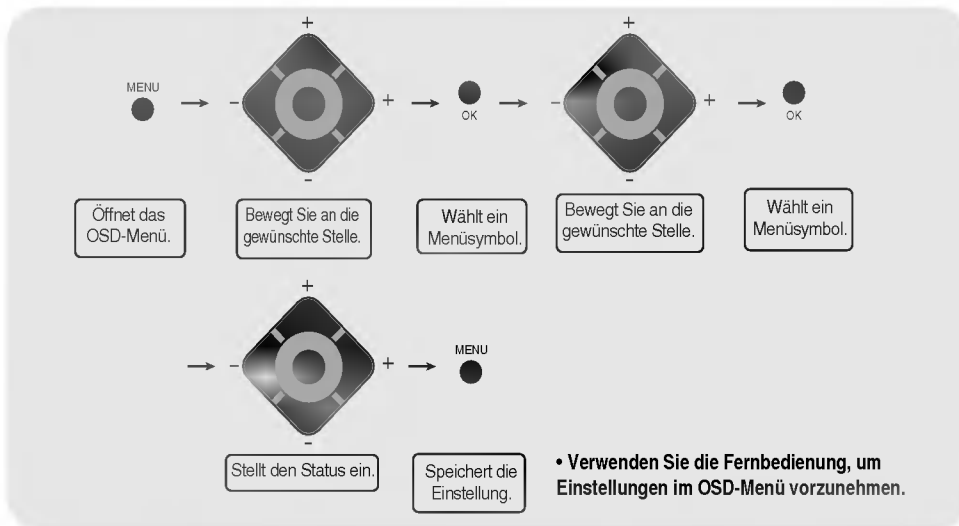 +
+
MENU
- +
- +
OK
OK
-
-
Öffnet das
OSD-Menü.
Bewegt Sie an die
gewünschte Stelle.
Wählt ein
Menüsymbol.
Bewegt Sie an die
gewünschte Stelle.
Wählt ein
Menüsymbol.
+
- +
MENU
-
Stellt den Status ein.
Speichert die
Einstellung.
• Verwenden Sie die Fernbedienung, um
Einstellungen im OSD-Menü vorzunehmen.